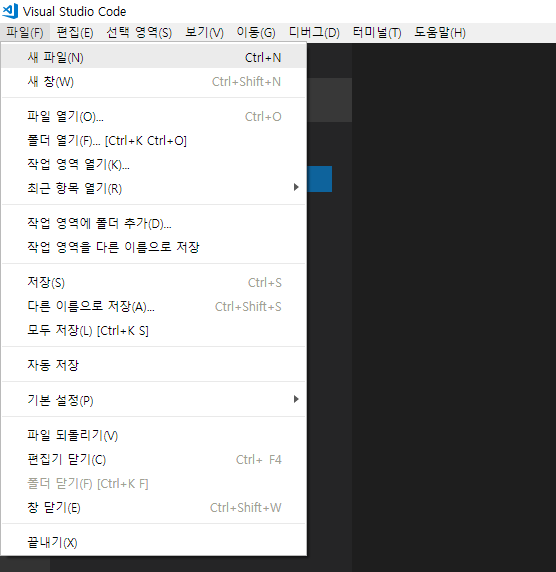 Visual Studio Code
파일(F) 편집(E) 선택 영역(S) 보기(V) 이동(G) 디버그(D) 터미널(T) 도움말(H)
새 파일(N) Ctrl+N
새 창(W) Ctrl+Shift+N
파일 열기(O)... Ctrl+O
폴더 열기(F)... [Ctrl+K Ctrl+O]
작업 영역 열기(K)...
최근 항목 열기(R)
작업 영역에 폴더 추가(D)...
작업 영역을 다른 이름으로 저장
저장(S) Ctrl+S
다른 이름으로 저장(A)... Ctrl+Shift+S
모두 저장(L) [Ctrl+K S]
자동 저장
기본 설정(P)
파일 되돌리기(V)
편집기 닫기(C) Ctrl+ F4
폴더 닫기(F) [Ctrl+K F]
창 닫기(E) Ctrl+Shift+W
끝내기(X)